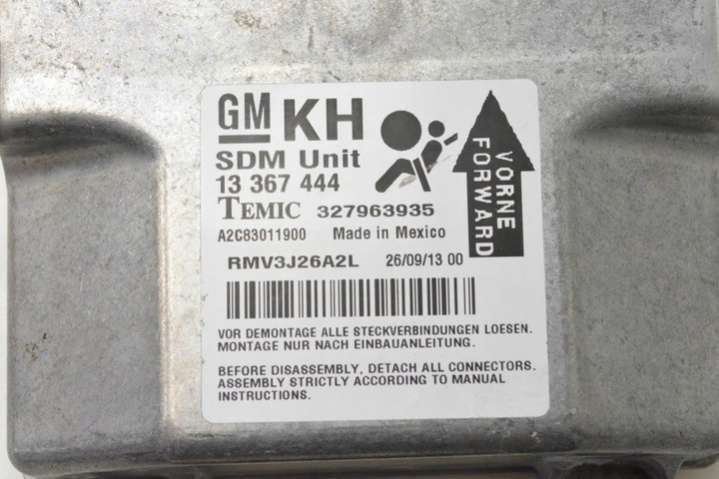 GM KH
SDM Unit
13 367 444
TEMIC 327963935
A2C83011900 Made in Mexico
RMV3J26A2L 26/09/13 00
VORNE
FORWARD
VOR DEMONTAGE ALLE STECKVERBINDUNGEN LOESEN.
MONTAGE NUR NACH EINBAUANLEITUNG.
BEFORE DISASSEMBLY, DETACH ALL CONNECTORS.
ASSEMBLY STRICTLY ACCORDING TO MANUAL
INSTRUCTIONS.